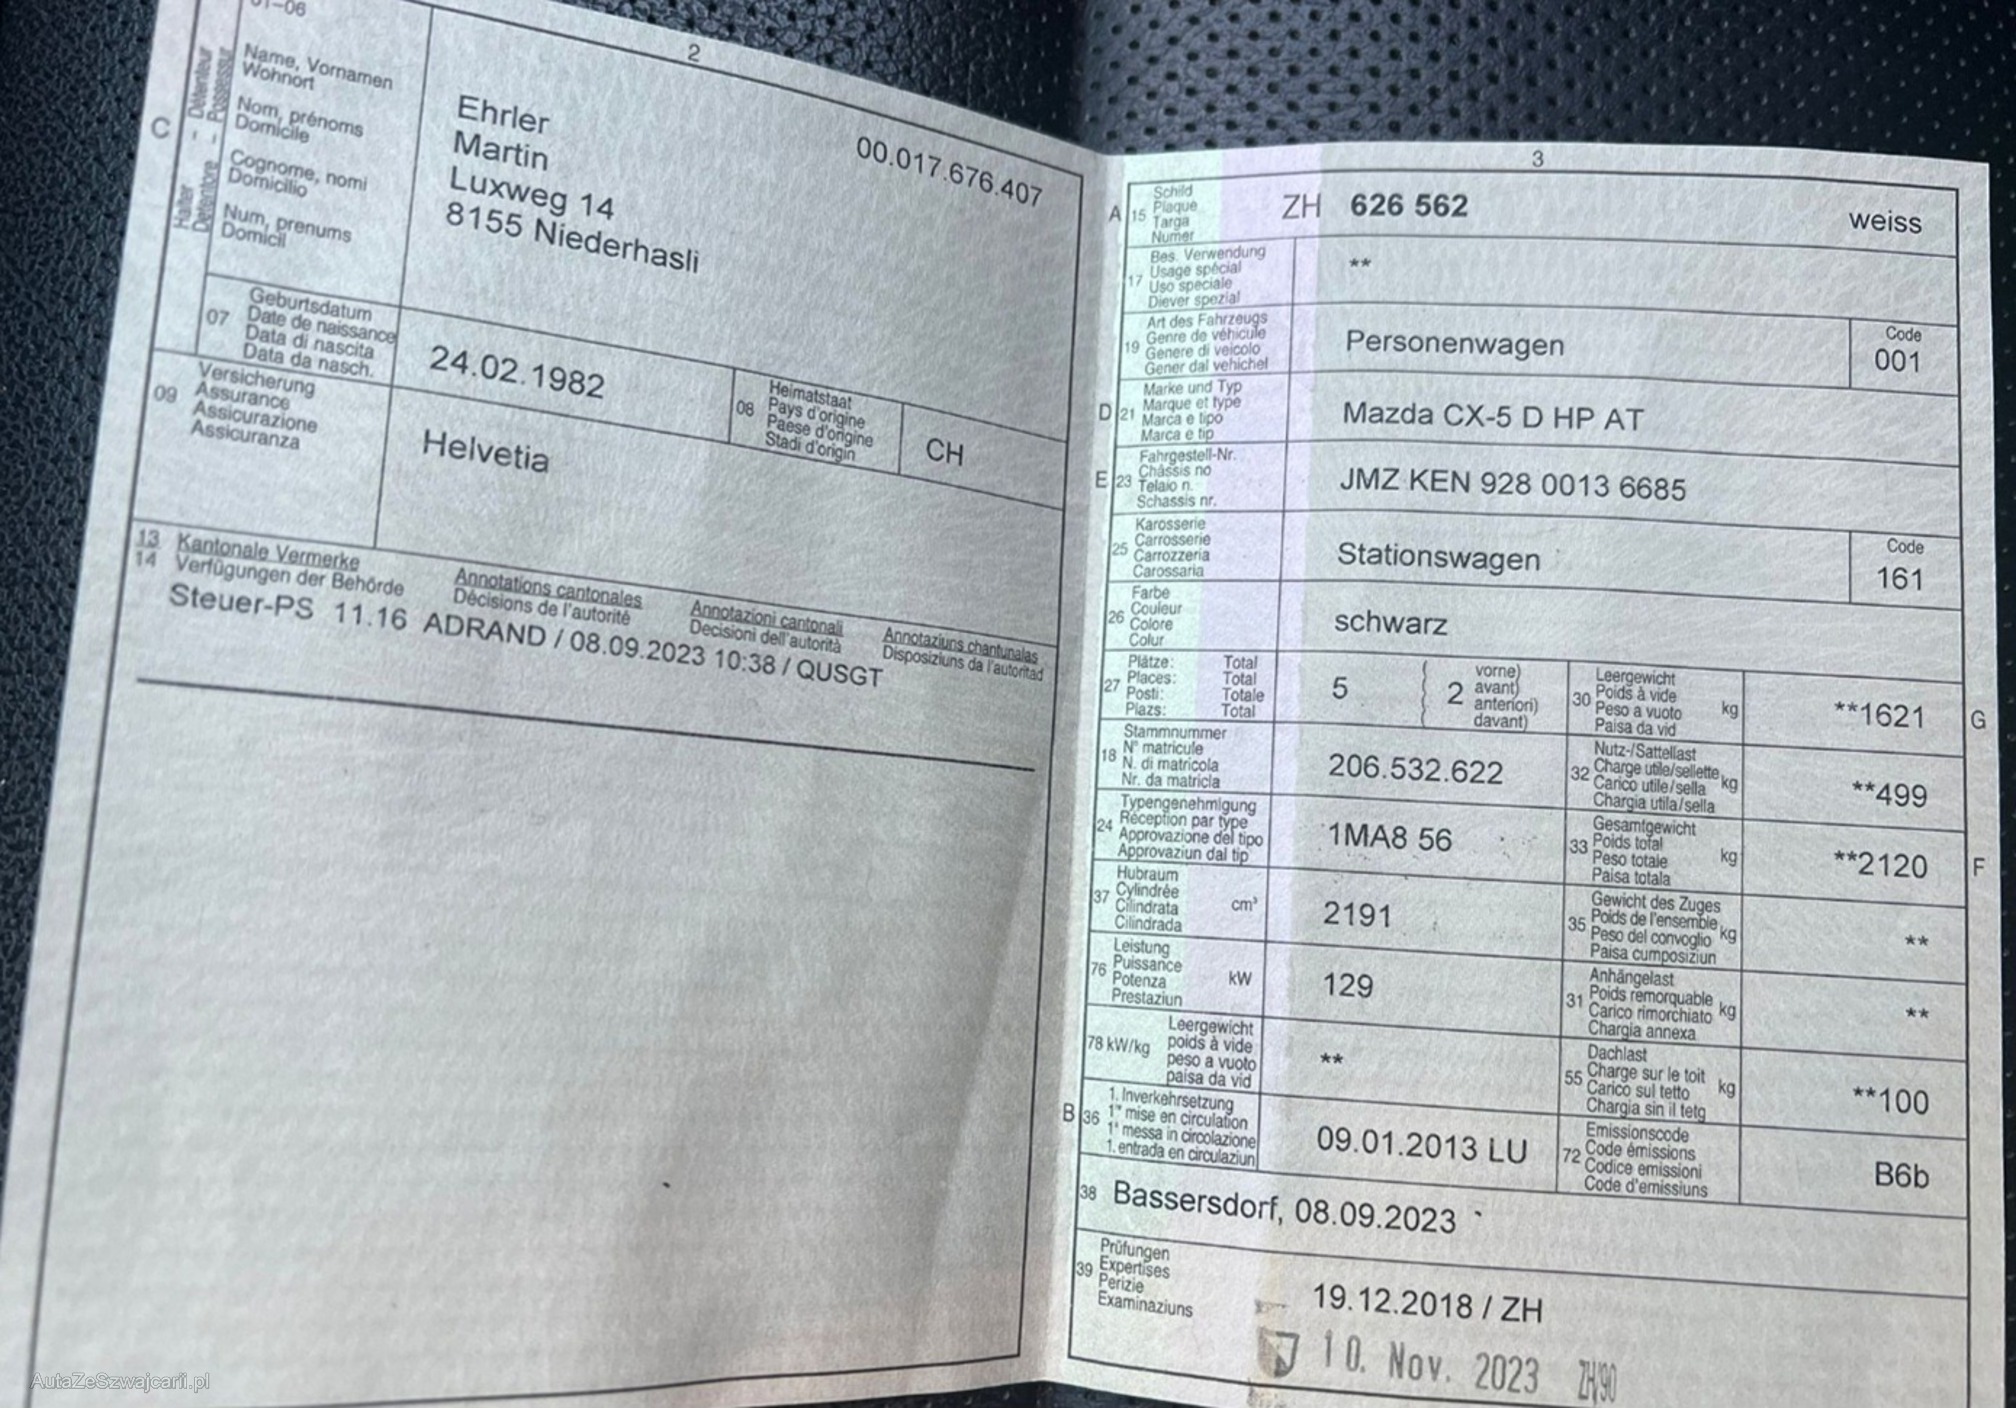 01-06
2
C
Halter - Détenteur
Detentore - Possessur
Name, Vornamen
Wohnort
Nom, prénoms
Domicile
Cognome, nomi
Domicilio
Num, prenums
Domicil
Ehrler
Martin
Luxweg 14
8155 Niederhasli
00.017.676.407
07
Geburtsdatum
Date de naissance
Data di nascita
Data da nasch.
24.02.1982
08
Heimatstaat
Pays d'origine
Paese d'origine
Stadi d'origin
CH
09
Versicherung
Assurance
Assicurazione
Assicuranza
Helvetia
13 Kantonale Vermerke Annotations cantonales Annotazioni cantonali Annotaziuns chantunalas
14 Verfügungen der Behörde Décisions de l'autorité Decisioni dell'autorità Disposiziuns da l'autoritad
Steuer-PS 11.16 ADRAND / 08.09.2023 10:38 / QUSGT
AutaZeSzwajcarii.pl
3
A 15
Schild
Plaque
Targa
Numer
ZH 626 562 weiss
17
Bes. Verwendung
Usage spécial
Uso speciale
Diever spezial
**
19
Art des Fahrzeugs
Genre de véhicule
Genere di veicolo
Gener dal vehichel
Personenwagen
Code
001
D 21
Marke und Typ
Marque et type
Marca e tipo
Marca e tip
Mazda CX-5 D HP AT
E 23
Fahrgestell-Nr.
Châssis no
Telaio n.
Schassis nr.
JMZ KEN 928 0013 6685
25
Karosserie
Carrosserie
Carrozzeria
Carossaria
Stationswagen
Code
161
26
Farbe
Couleur
Colore
Colur
schwarz
27
Plätze: Total
Places: Total
Posti: Totale
Plazs: Total
5
2
vorne)
avant)
anteriori)
davant)
30
Leergewicht
Poids à vide
Peso a vuoto
Paisa da vid
kg
**1621
G
18
Stammnummer
N° matricule
N. di matricola
Nr. da matricla
206.532.622
32
Nutz-/Sattellast
Charge utile/sellette
Carico utile/sella
Chargia utila/sella
kg
**499
24
Typengenehmigung
Réception par type
Approvazione del tipo
Approvaziun dal tip
1MA8 56
33
Gesamtgewicht
Poids total
Peso totale
Paisa totala
kg
**2120
F
37
Hubraum
Cylindrée
Cilindrata
Cilindrada
cm³
2191
35
Gewicht des Zuges
Poids de l'ensemble
Peso del convoglio
Paisa cumposiziun
kg
**
76
Leistung
Puissance
Potenza
Prestaziun
kW
129
31
Anhängelast
Poids remorquable
Carico rimorchiato
Chargia annexa
kg
**
78 kW/kg
Leergewicht
poids à vide
peso a vuoto
paisa da vid
**
55
Dachlast
Charge sur le toit
Carico sul tetto
Chargia sin il tetg
kg
**100
B 36
1. Inverkehrsetzung
1re mise en circulation
1a messa in circolazione
1. entrada en circulaziun
09.01.2013 LU
72
Emissionscode
Code émissions
Codice emissioni
Code d'emissiuns
B6b
38 Bassersdorf, 08.09.2023
39
Prüfungen
Expertises
Perizie
Examinaziuns
19.12.2018 / ZH
10. Nov. 2023 ZH/90